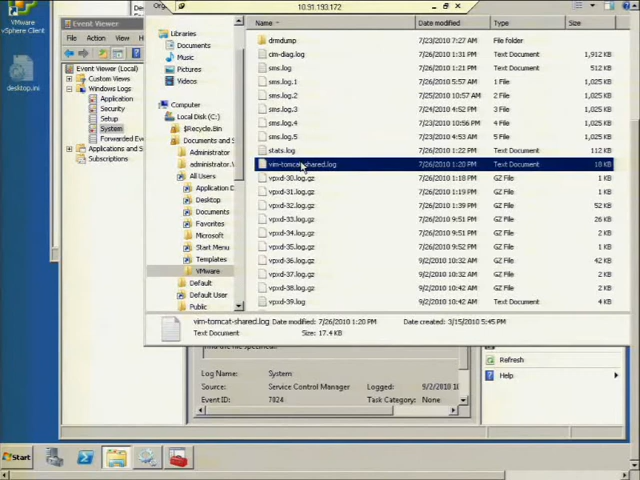 10.91.193.172
VMware
vSphere Client
desktop.ini
Event Viewer
File Action View
Event Viewer (Local)
Custom Views
Windows Logs
Application
Security
Setup
System
Forwarded Eve
Applications and S
Subscriptions
Libraries
Documents
Music
Pictures
Videos
Computer
Local Disk (C:)
$Recycle.Bin
Documents and S
Administrator
administrator.V
All Users
Application D
Desktop
Documents
Favorites
Microsoft
Start Menu
Templates
VMware
Default
Default User
Public
Name Date modified Type Size
drmdump 7/23/2010 7:27 AM File folder
cim-diag.log 7/26/2010 1:31 PM Text Document 1,912 KB
sms.log 7/26/2010 1:31 PM Text Document
sms.log.1 7/26/2010 5:57 AM 1 File 1,025 KB
sms.log.2 7/25/2010 10:57 AM 2 File 1,025 KB
sms.log.3 7/24/2010 4:52 PM 3 File 1,025 KB
sms.log.4 7/23/2010 10:56 PM 4 File 1,025 KB
sms.log.5 7/23/2010 4:53 AM 5 File 1,025 KB
stats.log 7/26/2010 1:22 PM Text Document 112 KB
vim-tomcat-shared.log 7/26/2010 1:20 PM Text Document 18 KB
vpxd-30.log.gz 7/26/2010 1:18 PM GZ File 1 KB
vpxd-31.log.gz 7/26/2010 1:19 PM GZ File 1 KB
vpxd-32.log.gz 7/26/2010 1:31 PM GZ File 52 KB
vpxd-33.log.gz 7/26/2010 9:51 PM GZ File 26 KB
vpxd-34.log.gz 7/26/2010 9:51 PM GZ File 1 KB
vpxd-35.log.gz 7/26/2010 9:51 PM GZ File 1 KB
vpxd-36.log.gz 9/2/2010 10:32 AM GZ File 42 KB
vpxd-37.log.gz 9/2/2010 10:32 AM GZ File 1 KB
vpxd-38.log.gz 9/2/2010 10:32 AM GZ File 1 KB
vpxd-39.log 9/2/2010 10:42 AM Text Document 4 KB
vim-tomcat-shared.log Date modified: 7/26/2010 1:20 PM Date created: 3/15/2010 5:45 PM
Text Document Size: 17.4 KB
Log Name: System
Source: Service Control Manager Logged: 9/2/2010 10
Event ID: 7024 Task Category: None
Refresh
Help
Start